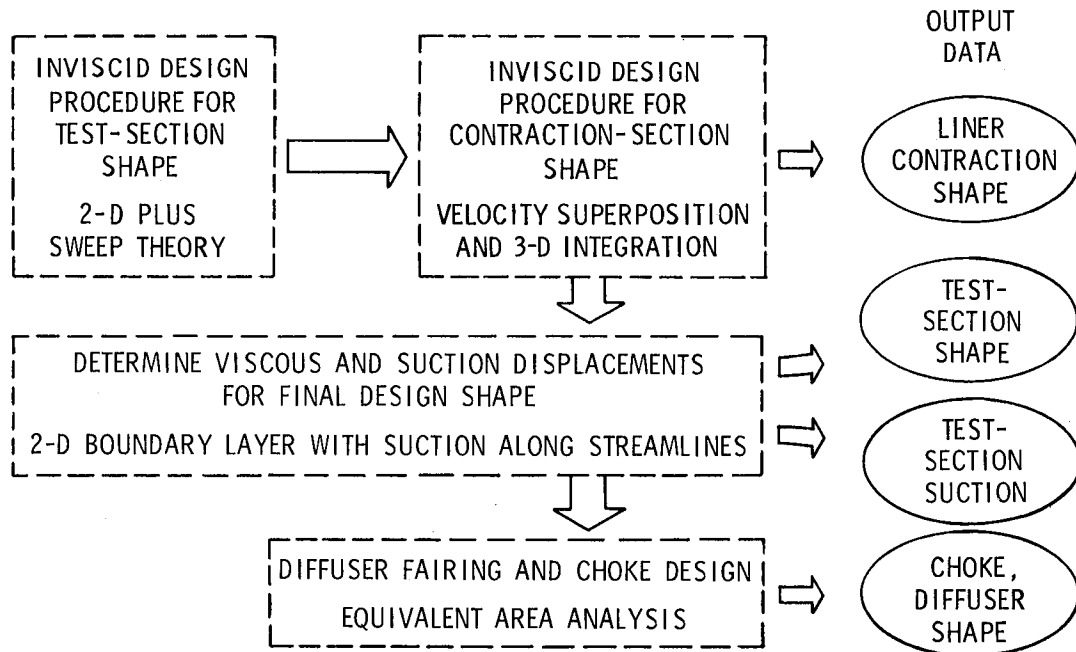 INVISCID DESIGN
PROCEDURE FOR
TEST-SECTION
SHAPE
2-D PLUS
SWEEP THEORY
INVISCID DESIGN
PROCEDURE FOR
CONTRACTION-SECTION
SHAPE
VELOCITY SUPERPOSITION
AND 3-D INTEGRATION
OUTPUT
DATA
LINER
CONTRACTION
SHAPE
DETERMINE VISCOUS AND SUCTION DISPLACEMENTS
FOR FINAL DESIGN SHAPE
2-D BOUNDARY LAYER WITH SUCTION ALONG STREAMLINES
TEST-
SECTION
SHAPE
TEST-
SECTION
SUCTION
DIFFUSER FAIRING AND CHOKE DESIGN
EQUIVALENT AREA ANALYSIS
CHOKE,
DIFFUSER
SHAPE